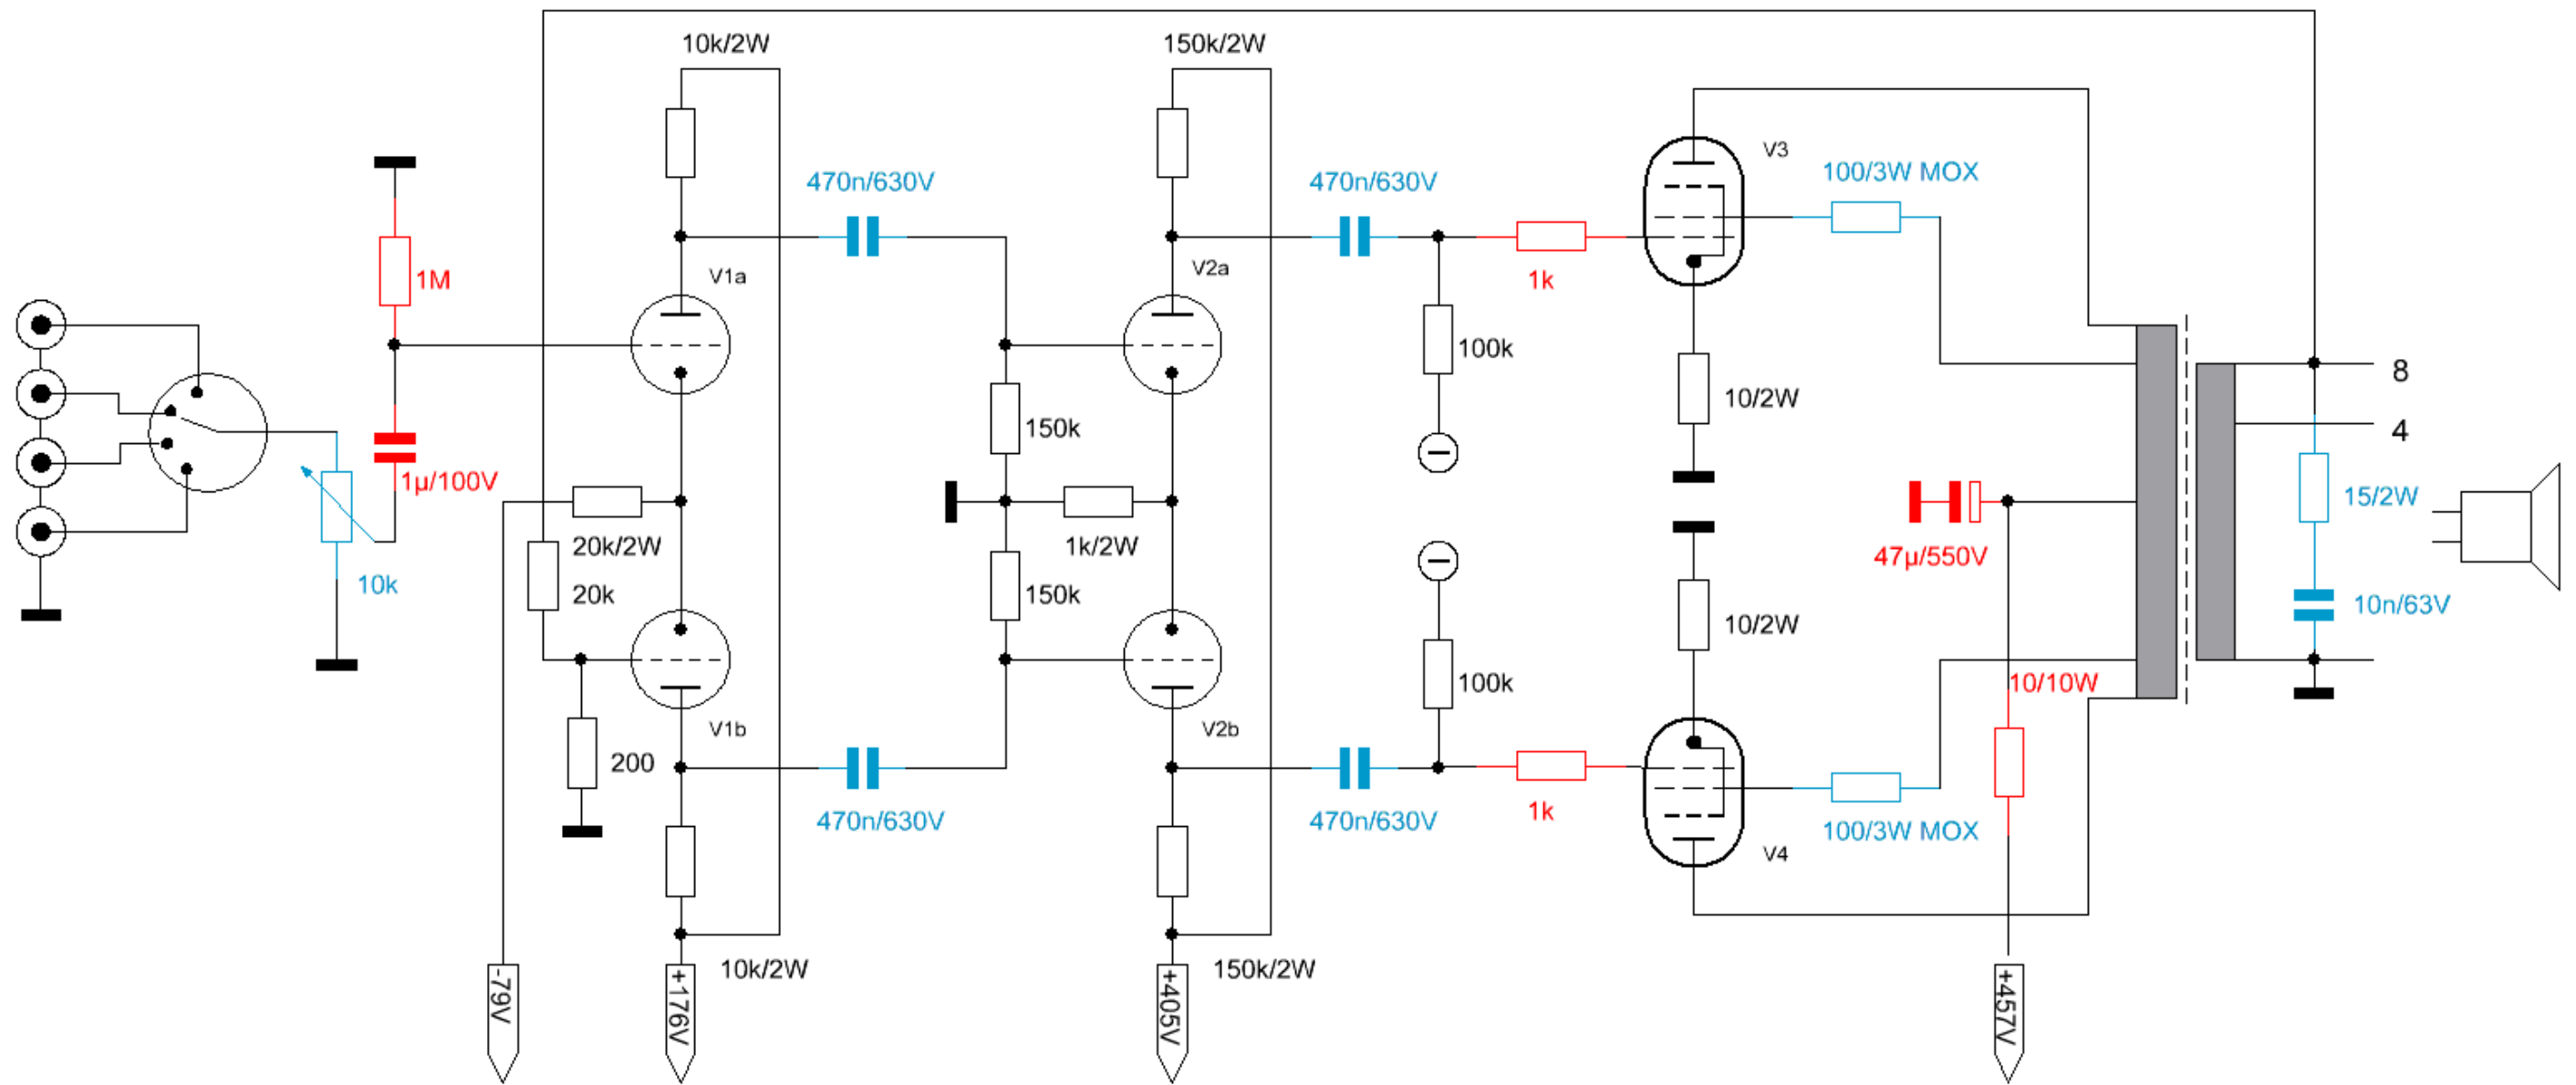 10k/2W
150k/2W
V3
100/3W MOX
470n/630V
470n/630V
V1a
V2a
1M
1k
100k
8
10/2W
150k
4
1µ/100V
15/2W
20k/2W
1k/2W
47µ/550V
10k
20k
150k
10n/63V
10/2W
100k
10/10W
V1b
V2b
200
470n/630V
470n/630V
1k
100/3W MOX
V4
10k/2W
150k/2W
-79V
+176V
+405V
+457V